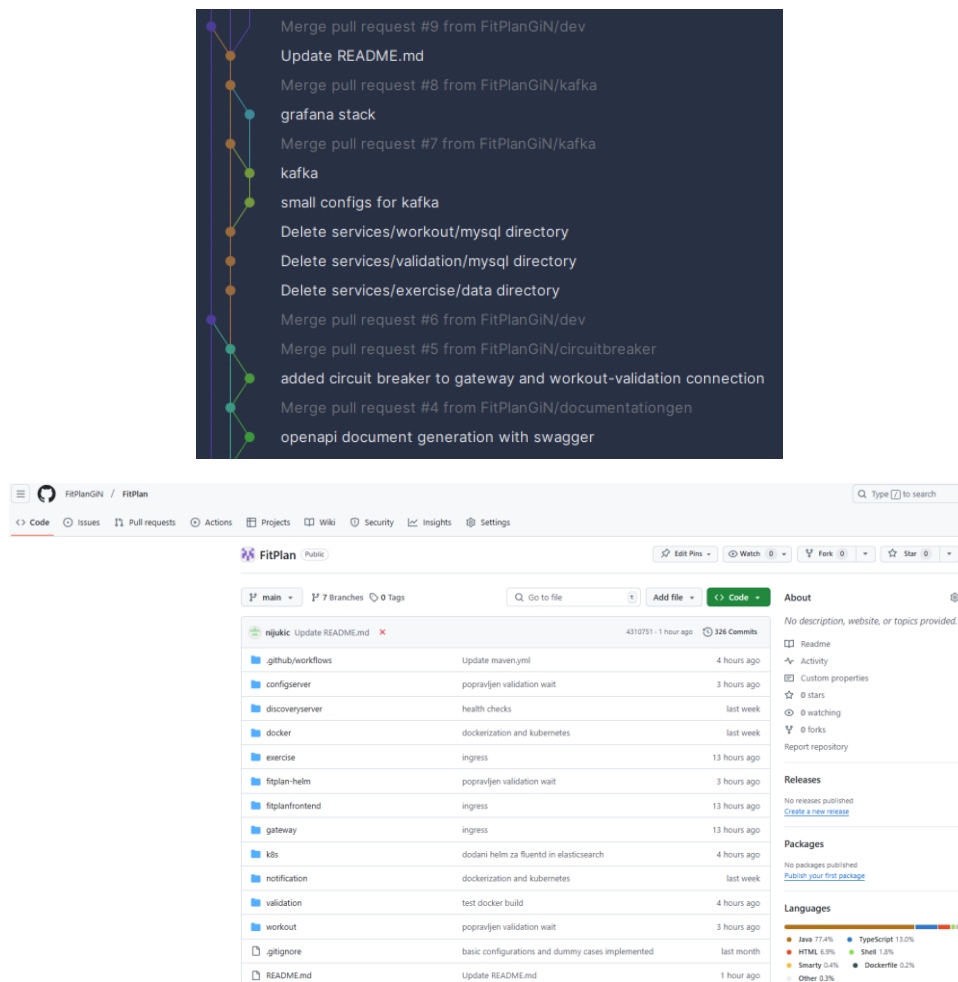 Merge pull request #9 from FitPlanGiN/dev
Update README.md
Merge pull request #8 from FitPlanGiN/kafka
grafana stack
Merge pull request #7 from FitPlanGiN/kafka
kafka
small configs for kafka
Delete services/workout/mysql directory
Delete services/validation/mysql directory
Delete services/exercise/data directory
Merge pull request #6 from FitPlanGiN/dev
Merge pull request #5 from FitPlanGiN/circuitbreaker
added circuit breaker to gateway and workout-validation connection
Merge pull request #4 from FitPlanGiN/documentationgen
openapi document generation with swagger
FitPlanGiN / FitPlan Type / to search
Code Issues Pull requests Actions Projects Wiki Security Insights Settings
FitPlan Public Edit Pins Watch 0 Fork 0 Star 0
main 7 Branches 0 Tags Go to file t Add file Code
nijukic Update README.md 4310751 · 1 hour ago 326 Commits
.github/workflows Update maven.yml 4 hours ago
configserver popravljen validation wait 3 hours ago
discoveryserver health checks last week
docker dockerization and kubernetes last week
exercise ingress 13 hours ago
fitplan-helm popravljen validation wait 3 hours ago
fitplanfrontend ingress 13 hours ago
gateway ingress 13 hours ago
k8s dodani helm za fluentd in elasticsearch 4 hours ago
notification dockerization and kubernetes last week
validation test docker build 4 hours ago
workout popravljen validation wait 3 hours ago
.gitignore basic configurations and dummy cases implemented last month
README.md Update README.md 1 hour ago
About
No description, website, or topics provided.
Readme
Activity
Custom properties
0 stars
0 watching
0 forks
Report repository
Releases
No releases published
Create a new release
Packages
No packages published
Publish your first package
Languages
Java 77.4% TypeScript 13.0%
HTML 6.9% Shell 1.8%
Smarty 0.4% Dockerfile 0.2%
Other 0.3%